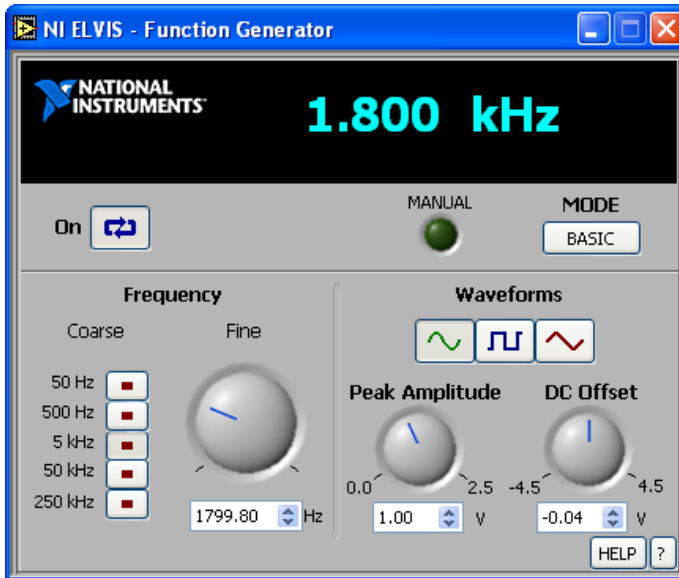 NI ELVIS - Function Generator
NATIONAL
INSTRUMENTS™
1.800 kHz
On
MANUAL
MODE
BASIC
Frequency
Coarse
Fine
50 Hz
500 Hz
5 kHz
50 kHz
250 kHz
1799.80
Hz
Waveforms
Peak Amplitude
DC Offset
0.0
2.5
-4.5
4.5
1.00
V
-0.04
V
HELP
?